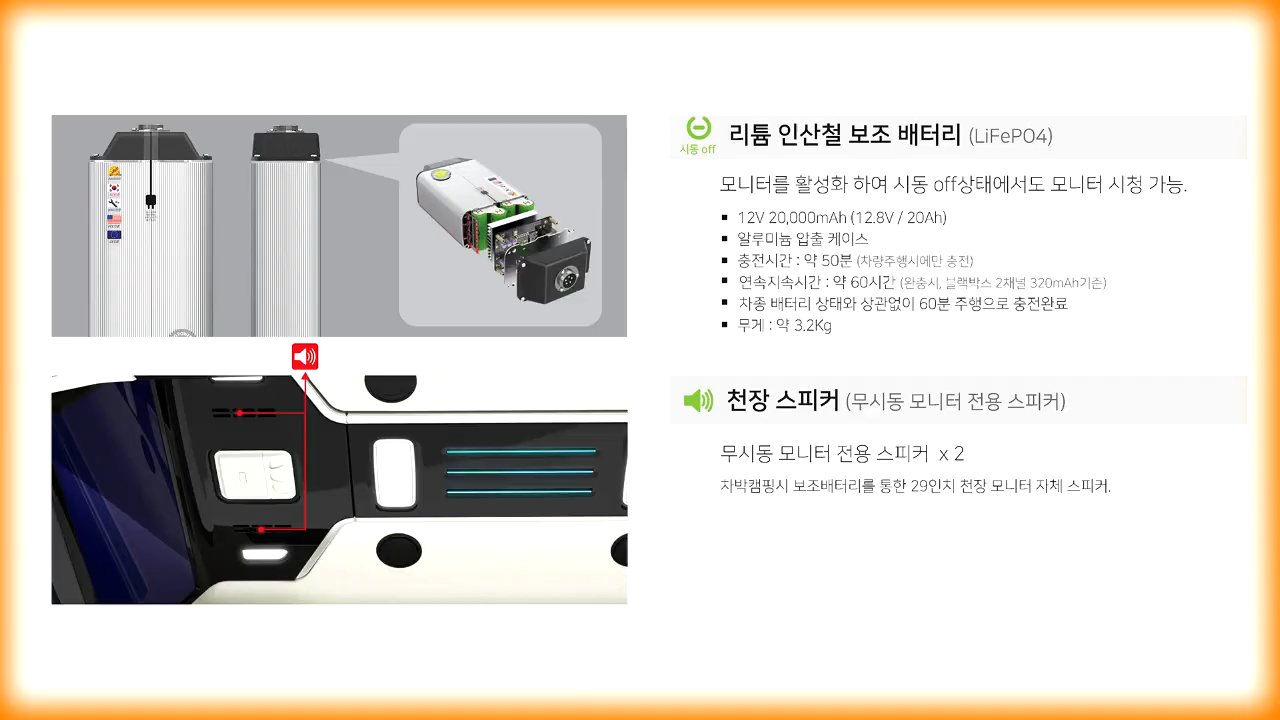 시동 off
리튬 인산철 보조 배터리 (LiFePO4)
모니터를 활성화 하여 시동 off상태에서도 모니터 시청 가능.
▪ 12V 20,000mAh (12.8V / 20Ah)
▪ 알루미늄 압출 케이스
▪ 충전시간 : 약 50분 (차량주행시에만 충전)
▪ 연속지속시간 : 약 60시간 (완충시, 블랙박스 2채널 320mAh기준)
▪ 차종 배터리 상태와 상관없이 60분 주행으로 충전완료
▪ 무게 : 약 3.2Kg
천장 스피커 (무시동 모니터 전용 스피커)
무시동 모니터 전용 스피커 x 2
차박캠핑시 보조배터리를 통한 29인치 천장 모니터 자체 스피커.